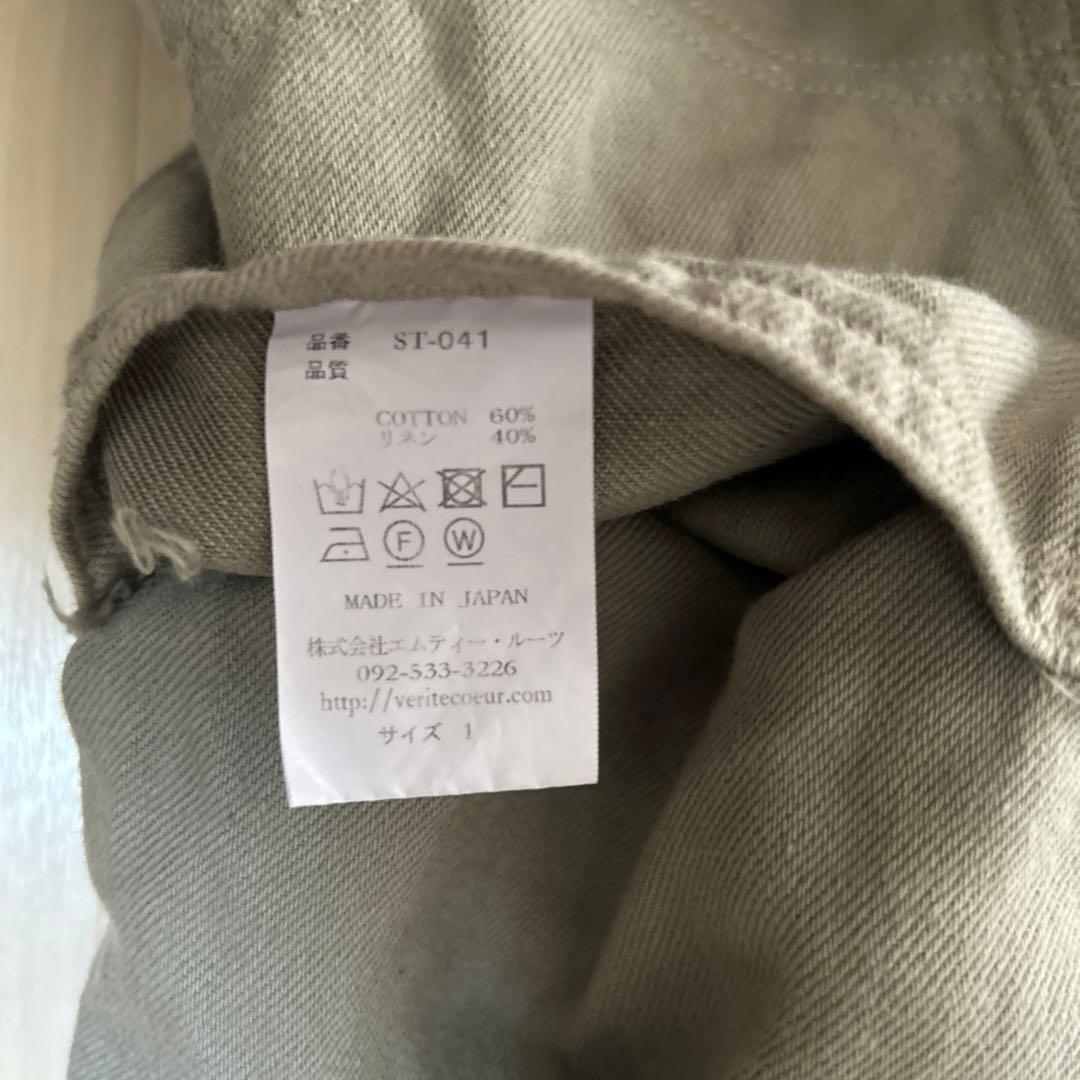 品番 ST-041
品質
COTTON 60%
リネン 40%
F W
MADE IN JAPAN
株式会社エムティー・ルーツ
092-533-3226
http://veritecoeur.com
サイズ 1